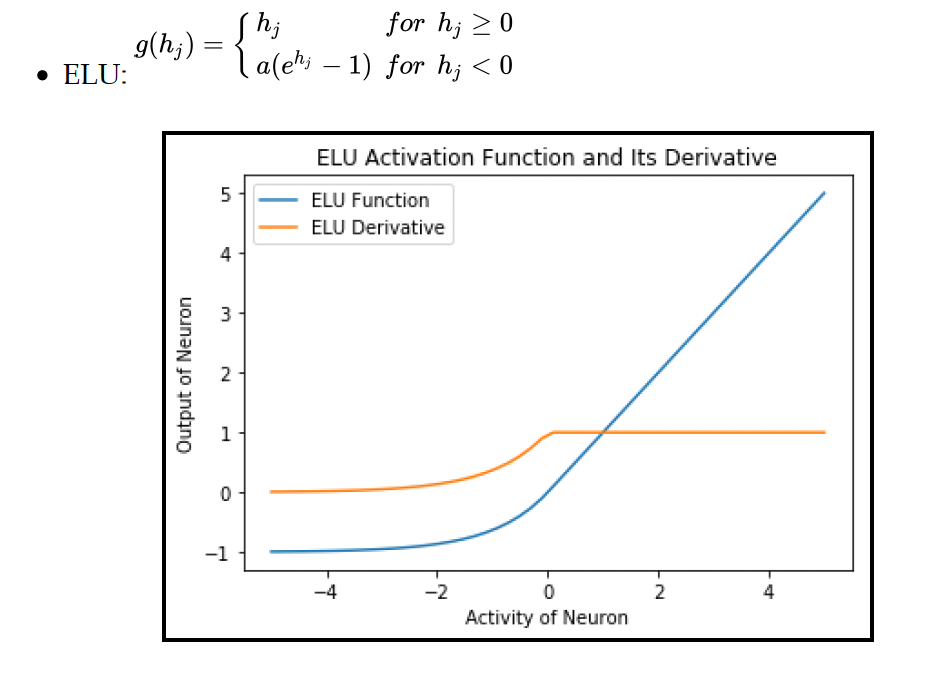 g(hⱼ) = { hⱼ for hⱼ ≥ 0
a(e^{hⱼ} − 1) for hⱼ < 0
• ELU:
ELU Activation Function and Its Derivative
ELU Function
ELU Derivative
5
4
3
2
1
0
−1
Output of Neuron
−4 −2 0 2 4
Activity of Neuron